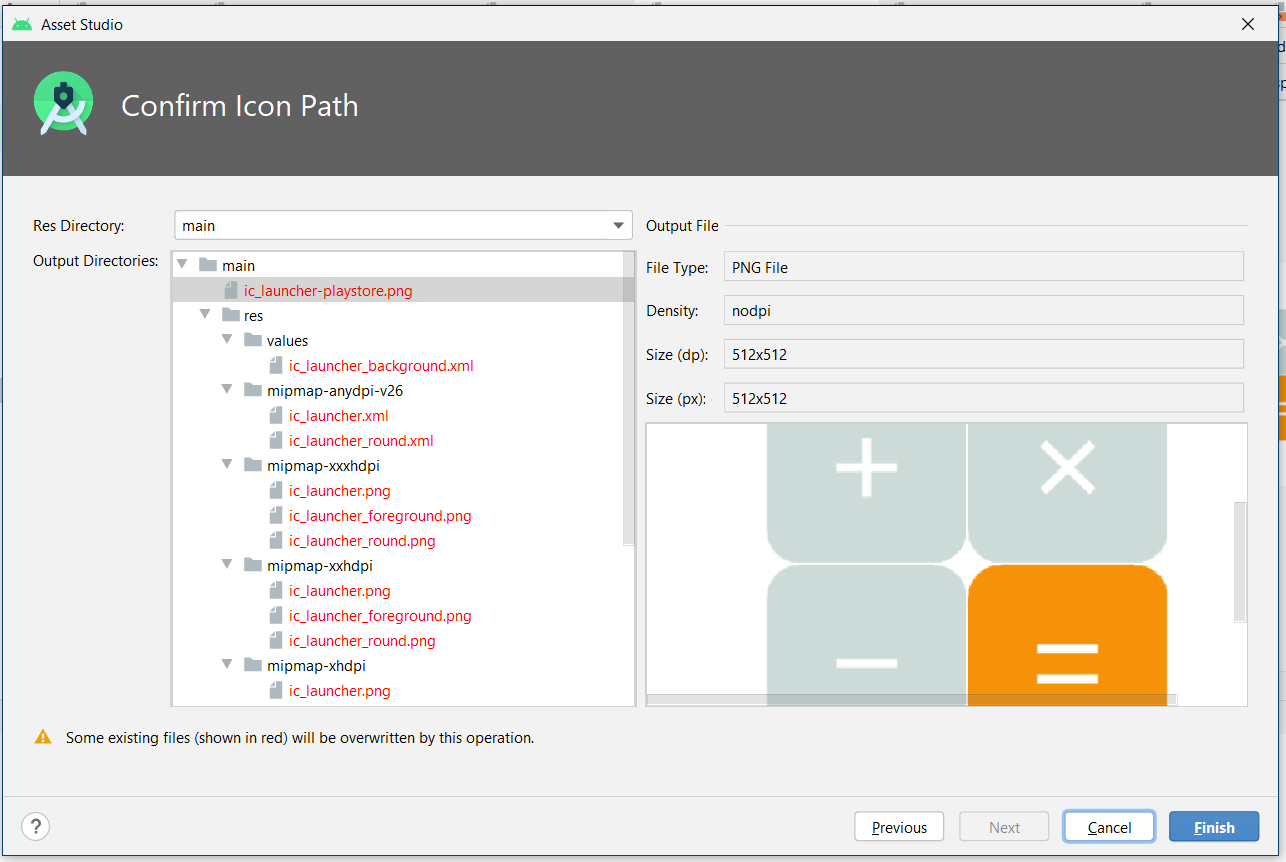 Asset Studio
Confirm Icon Path
Res Directory:
main
Output Directories:
main
ic_launcher-playstore.png
res
values
ic_launcher_background.xml
mipmap-anydpi-v26
ic_launcher.xml
ic_launcher_round.xml
mipmap-xxxhdpi
ic_launcher.png
ic_launcher_foreground.png
ic_launcher_round.png
mipmap-xxhdpi
ic_launcher.png
ic_launcher_foreground.png
ic_launcher_round.png
mipmap-xhdpi
ic_launcher.png
Output File
File Type:
PNG File
Density:
nodpi
Size (dp):
512x512
Size (px):
512x512
+ ×
− =
Some existing files (shown in red) will be overwritten by this operation.
?
Previous
Next
Cancel
Finish